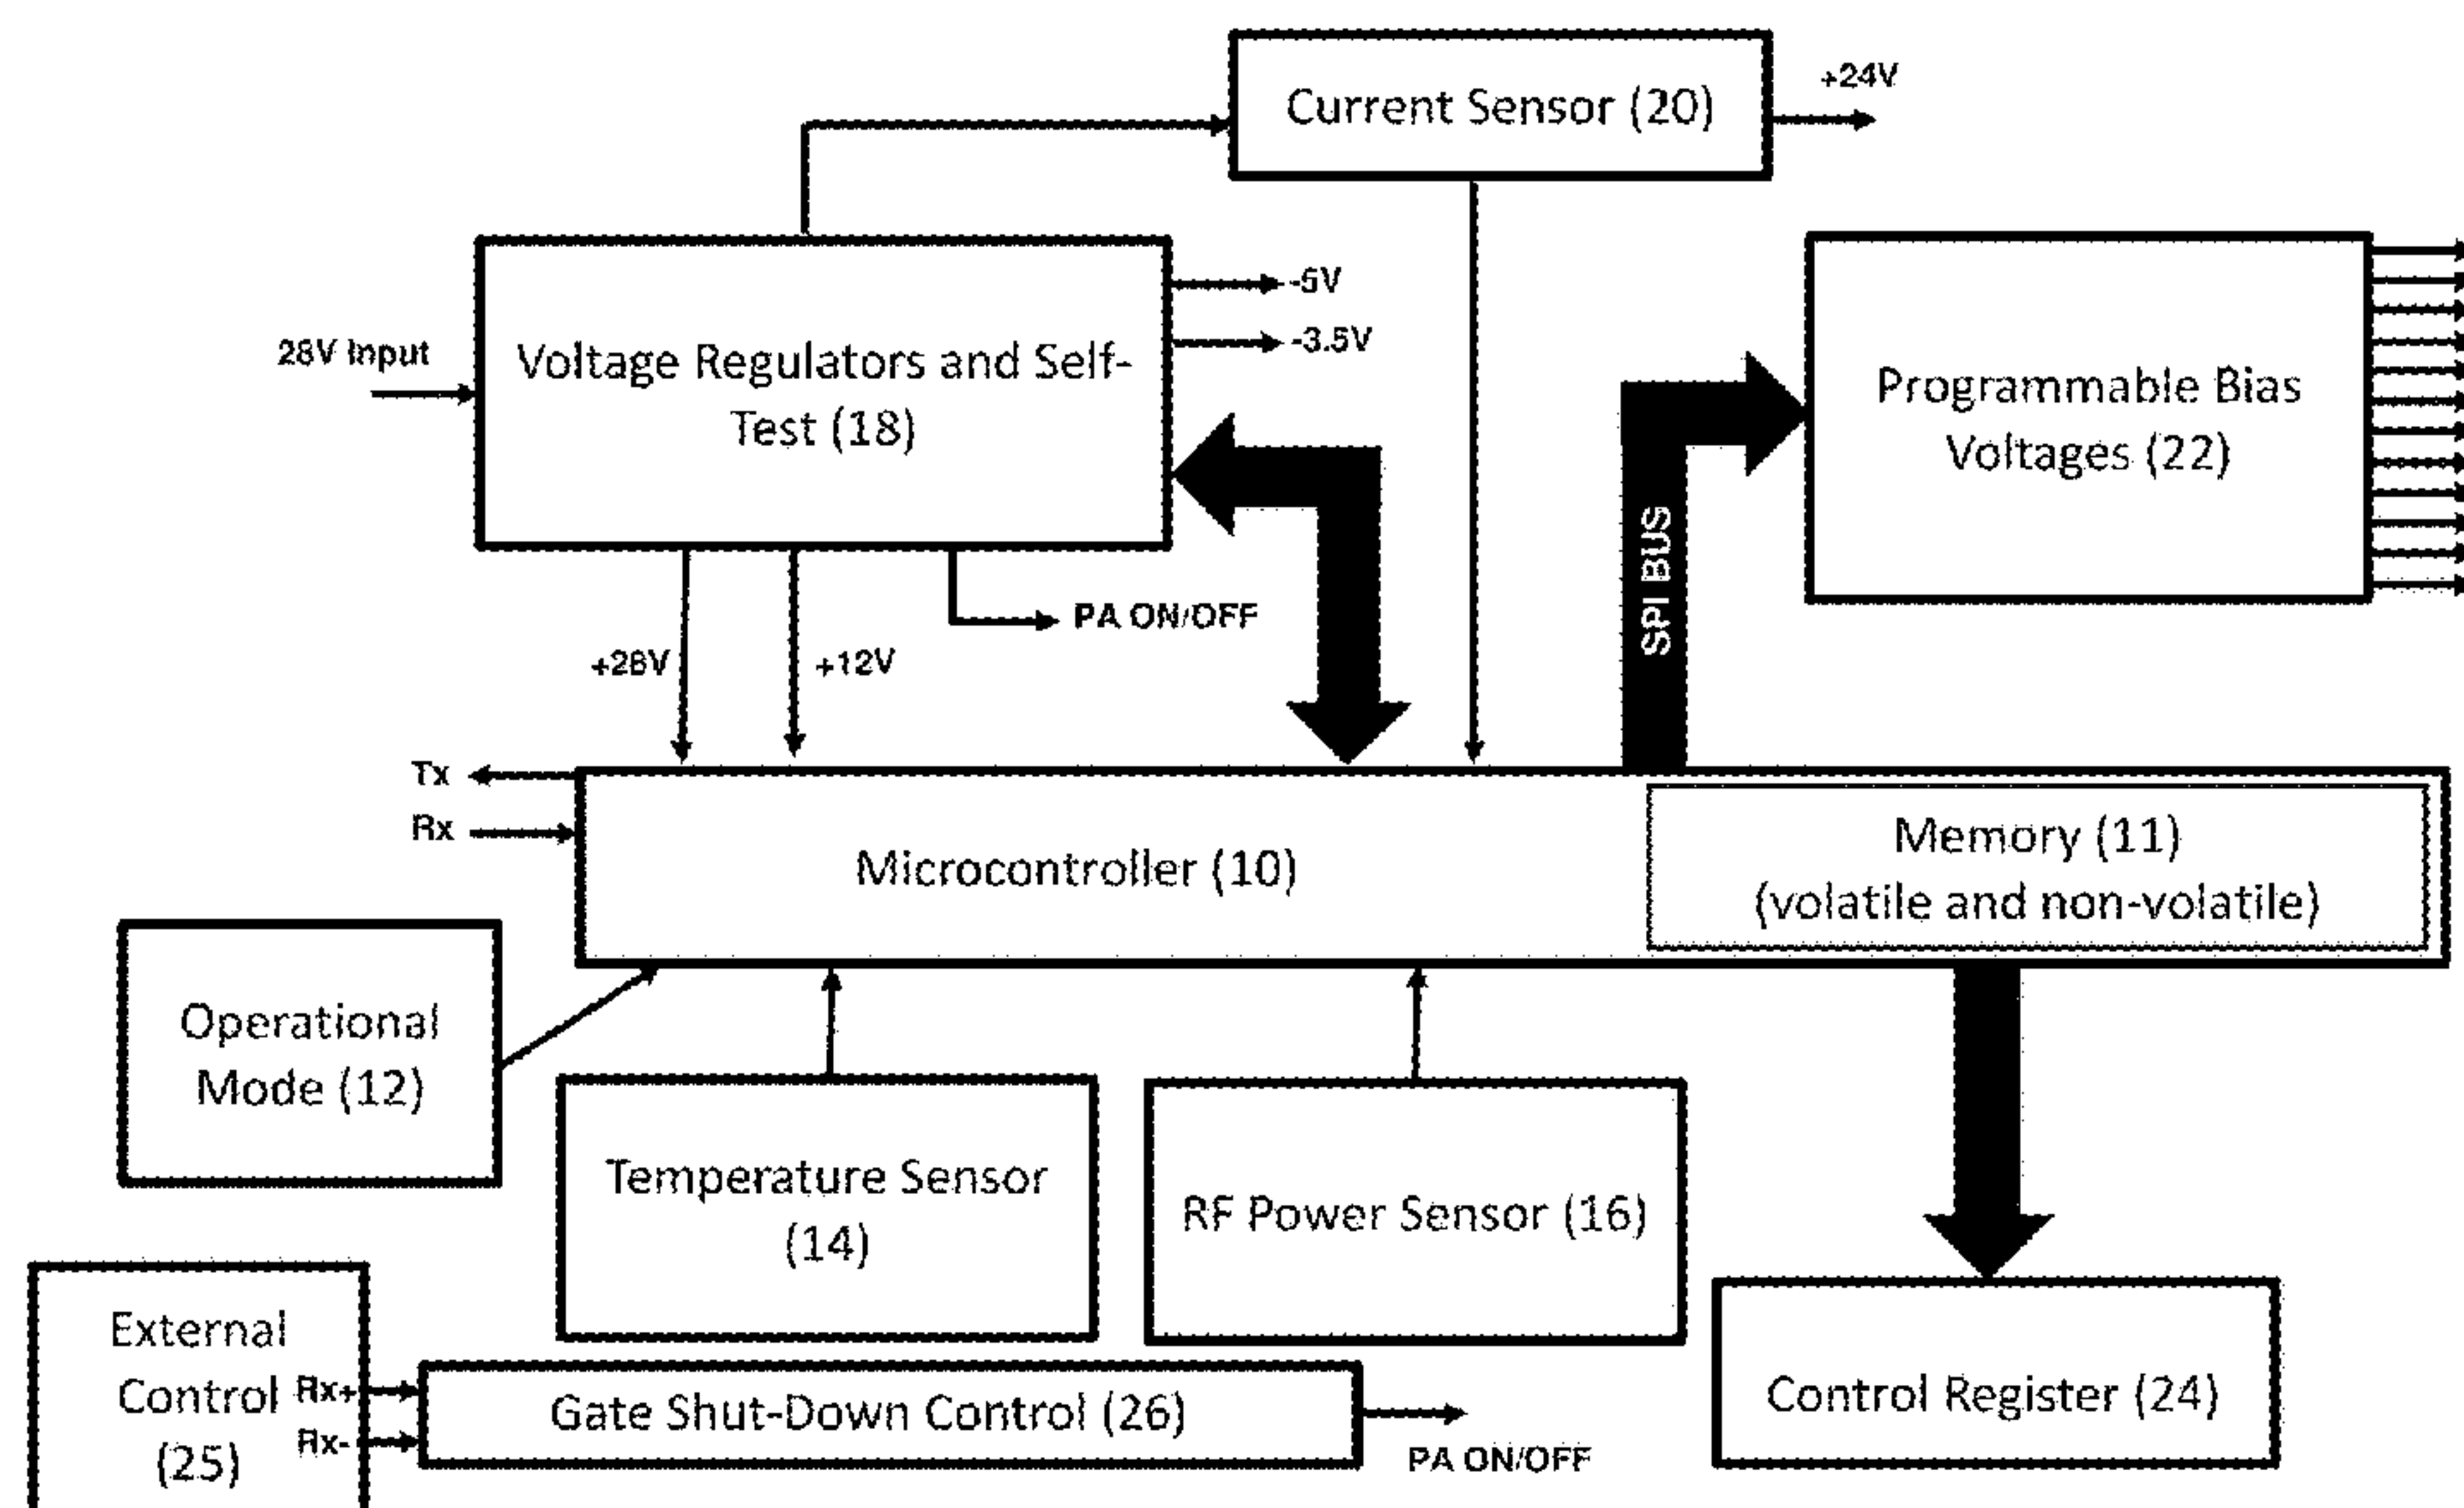 Current Sensor (20)
+24V
-5V
-3.5V
28V Input
Voltage Regulators and Self-
Test (18)
Programmable Bias
Voltages (22)
SPI BUS
PA ON/OFF
+28V
+12V
Tx
Rx
Microcontroller (10)
Memory (11)
(volatile and non-volatile)
Operational
Mode (12)
Temperature Sensor
(14)
RF Power Sensor (16)
External
Control
(25)
Rx+
Rx-
Gate Shut-Down Control (26)
PA ON/OFF
Control Register (24)